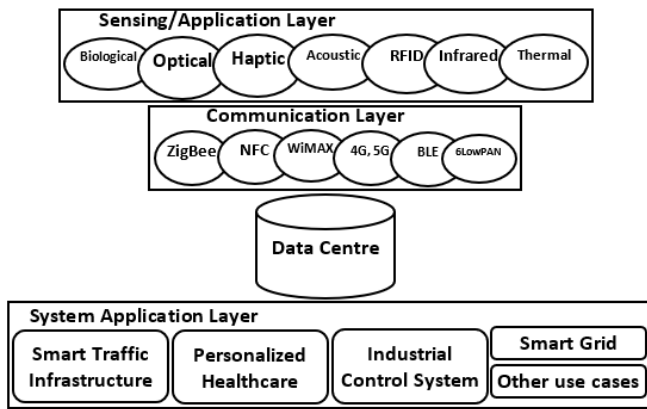 Sensing/Application Layer
Biological Optical Haptic Acoustic RFID Infrared Thermal
Communication Layer
ZigBee NFC WiMAX 4G, 5G BLE 6LowPAN
Data Centre
System Application Layer
Smart Traffic
Infrastructure
Personalized
Healthcare
Industrial
Control System
Smart Grid
Other use cases